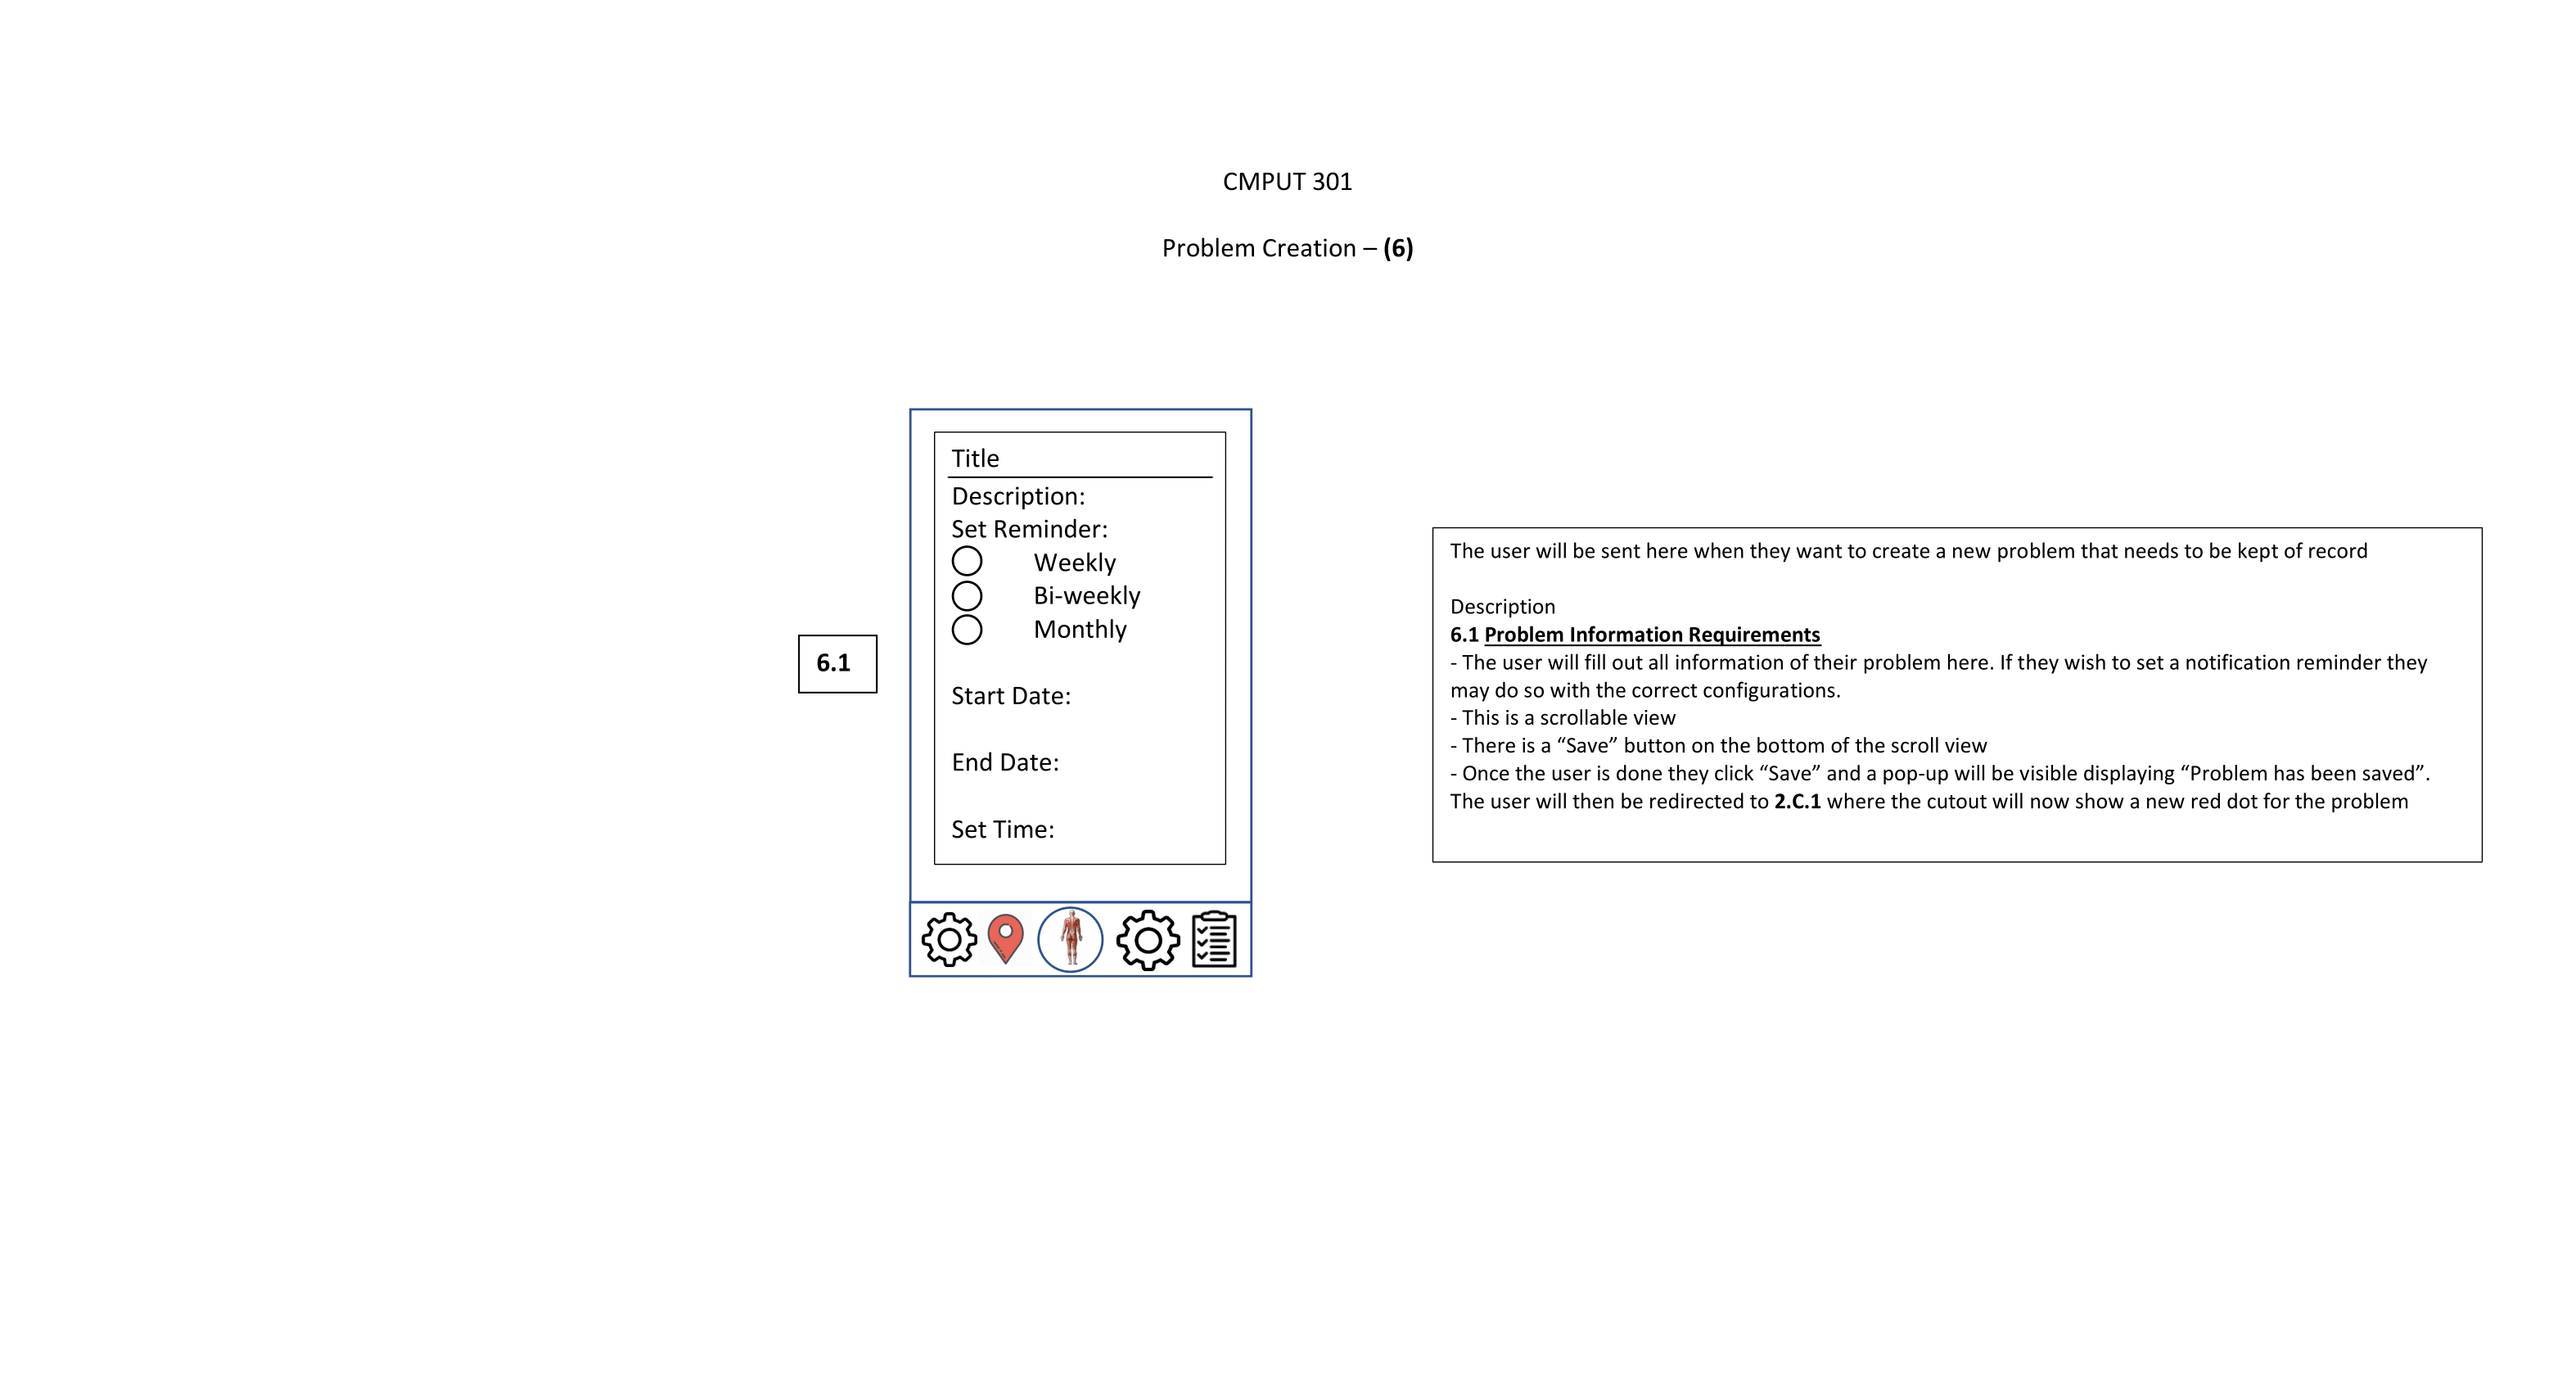 CMPUT 301
Problem Creation – (6)
Title
Description:
Set Reminder:
Weekly
Bi-weekly
Monthly
Start Date:
End Date:
Set Time:
6.1
The user will be sent here when they want to create a new problem that needs to be kept of record
Description
6.1 Problem Information Requirements
- The user will fill out all information of their problem here. If they wish to set a notification reminder they
may do so with the correct configurations.
- This is a scrollable view
- There is a “Save” button on the bottom of the scroll view
- Once the user is done they click “Save” and a pop-up will be visible displaying “Problem has been saved”.
The user will then be redirected to 2.C.1 where the cutout will now show a new red dot for the problem